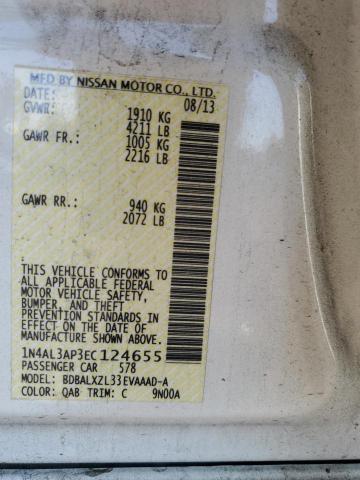 MFD BY NISSAN MOTOR CO., LTD.
DATE: 08/13
GVWR: 1910 KG
4211 LB
GAWR FR.: 1005 KG
2216 LB
GAWR RR.: 940 KG
2072 LB
THIS VEHICLE CONFORMS TO
ALL APPLICABLE FEDERAL
MOTOR VEHICLE SAFETY,
BUMPER, AND THEFT
PREVENTION STANDARDS IN
EFFECT ON THE DATE OF
MANUFACTURE SHOWN ABOVE.
1N4AL3AP3EC124655
PASSENGER CAR 578
MODEL: BDBALXZL33EVAAAD-A
COLOR: QAB TRIM: C 9N00A